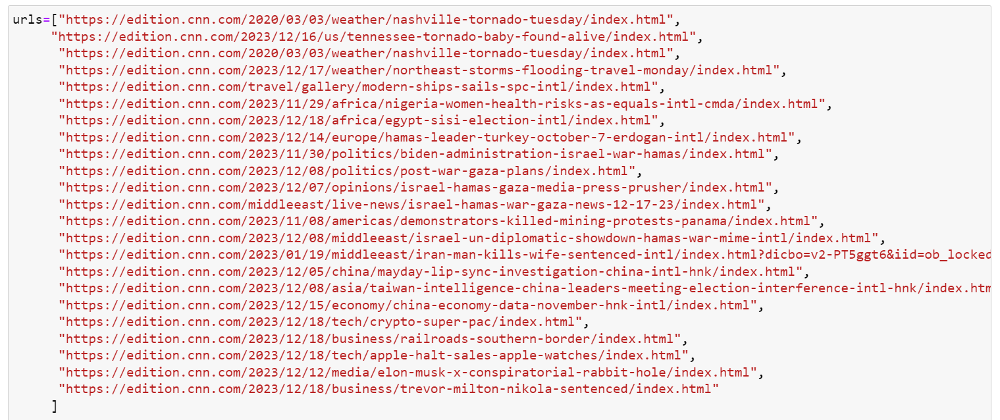 urls=["https://edition.cnn.com/2020/03/03/weather/nashville-tornado-tuesday/index.html",
"https://edition.cnn.com/2023/12/16/us/tennessee-tornado-baby-found-alive/index.html",
"https://edition.cnn.com/2020/03/03/weather/nashville-tornado-tuesday/index.html",
"https://edition.cnn.com/2023/12/17/weather/northeast-storms-flooding-travel-monday/index.html",
"https://edition.cnn.com/travel/gallery/modern-ships-sails-spc-intl/index.html",
"https://edition.cnn.com/2023/11/29/africa/nigeria-women-health-risks-as-equals-intl-cmda/index.html",
"https://edition.cnn.com/2023/12/18/africa/egypt-sisi-election-intl/index.html",
"https://edition.cnn.com/2023/12/14/europe/hamas-leader-turkey-october-7-erdogan-intl/index.html",
"https://edition.cnn.com/2023/11/30/politics/biden-administration-israel-war-hamas/index.html",
"https://edition.cnn.com/2023/12/08/politics/post-war-gaza-plans/index.html",
"https://edition.cnn.com/2023/12/07/opinions/israel-hamas-gaza-media-press-prusher/index.html",
"https://edition.cnn.com/middleeast/live-news/israel-hamas-war-gaza-news-12-17-23/index.html",
"https://edition.cnn.com/2023/11/08/americas/demonstrators-killed-mining-protests-panama/index.html",
"https://edition.cnn.com/2023/12/08/middleeast/israel-un-diplomatic-showdown-hamas-war-mime-intl/index.html",
"https://edition.cnn.com/2023/01/19/middleeast/iran-man-kills-wife-sentenced-intl/index.html?dicbo=v2-PT5ggt6&iid=ob_locked
"https://edition.cnn.com/2023/12/05/china/mayday-lip-sync-investigation-china-intl-hnk/index.html",
"https://edition.cnn.com/2023/12/08/asia/taiwan-intelligence-china-leaders-meeting-election-interference-intl-hnk/index.htm
"https://edition.cnn.com/2023/12/15/economy/china-economy-data-november-hnk-intl/index.html",
"https://edition.cnn.com/2023/12/18/tech/crypto-super-pac/index.html",
"https://edition.cnn.com/2023/12/18/business/railroads-southern-border/index.html",
"https://edition.cnn.com/2023/12/18/tech/apple-halt-sales-apple-watches/index.html",
"https://edition.cnn.com/2023/12/12/media/elon-musk-x-conspiratorial-rabbit-hole/index.html",
"https://edition.cnn.com/2023/12/18/business/trevor-milton-nikola-sentenced/index.html"
]